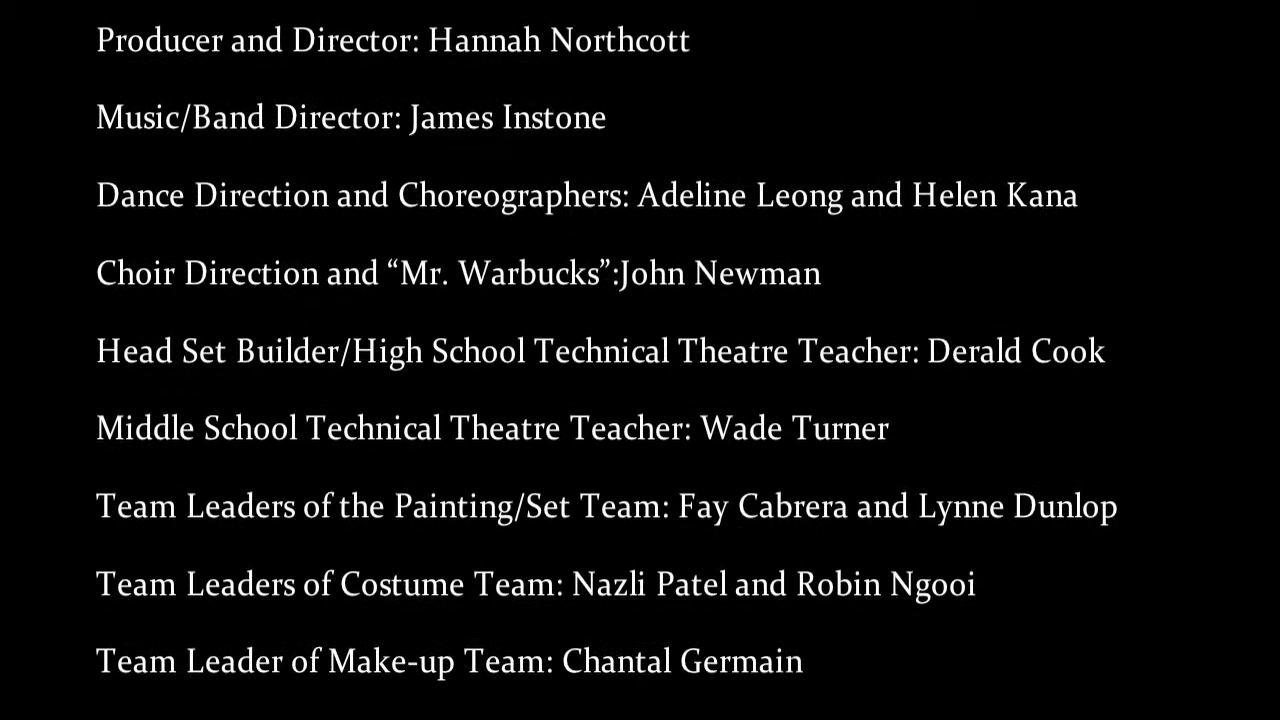 Producer and Director: Hannah Northcott
Music/Band Director: James Instone
Dance Direction and Choreographers: Adeline Leong and Helen Kana
Choir Direction and “Mr. Warbucks”:John Newman
Head Set Builder/High School Technical Theatre Teacher: Derald Cook
Middle School Technical Theatre Teacher: Wade Turner
Team Leaders of the Painting/Set Team: Fay Cabrera and Lynne Dunlop
Team Leaders of Costume Team: Nazli Patel and Robin Ngooi
Team Leader of Make-up Team: Chantal Germain